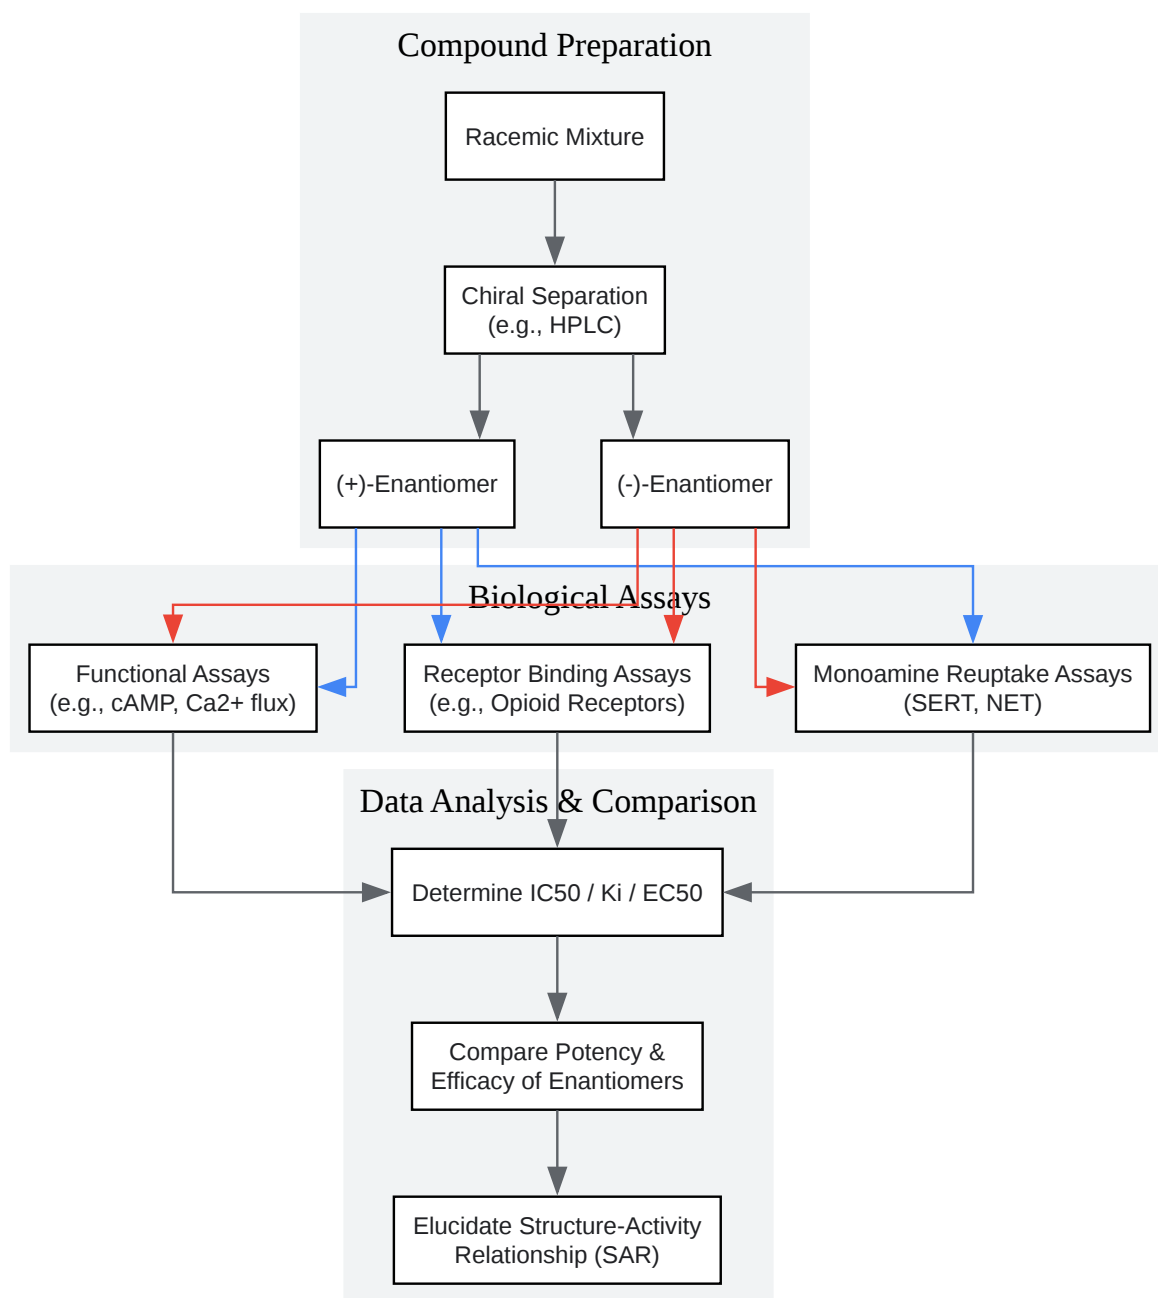 Compound Preparation
Racemic Mixture
Chiral Separation
(e.g., HPLC)
(+)-Enantiomer
(-)-Enantiomer
Biological Assays
Functional Assays
(e.g., cAMP, Ca2+ flux)
Receptor Binding Assays
(e.g., Opioid Receptors)
Monoamine Reuptake Assays
(SERT, NET)
Data Analysis & Comparison
Determine IC50 / Ki / EC50
Compare Potency &
Efficacy of Enantiomers
Elucidate Structure-Activity
Relationship (SAR)